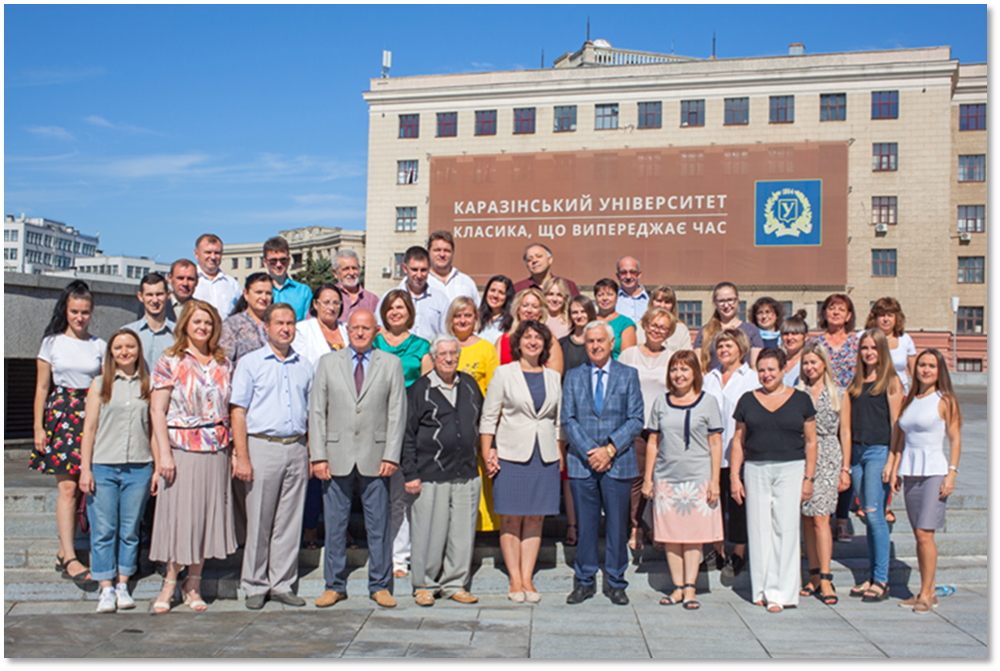 КАРАЗІНСЬКИЙ УНІВЕРСИТЕТ
КЛАСИКА, ЩО ВИПЕРЕДЖАЄ ЧАС
У